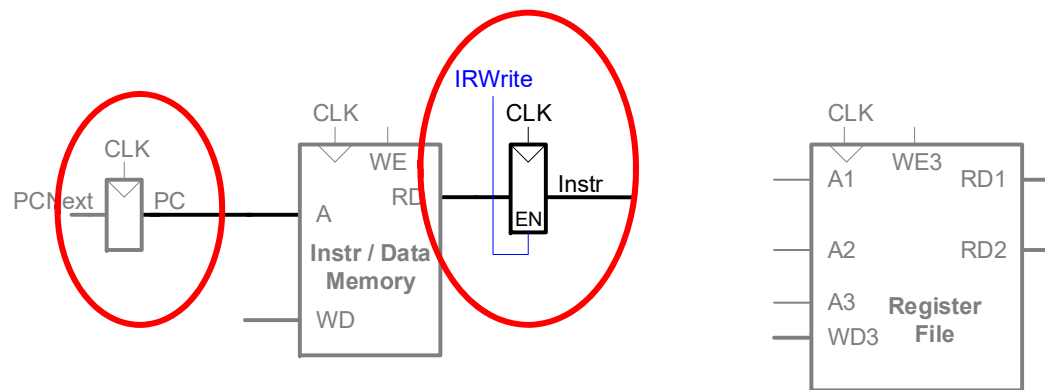 IRWrite
CLK
PCNext
PC
CLK
WE
A
RD
Instr / Data
Memory
WD
CLK
EN
Instr
CLK
WE3
A1
RD1
A2
RD2
A3
Register
File
WD3